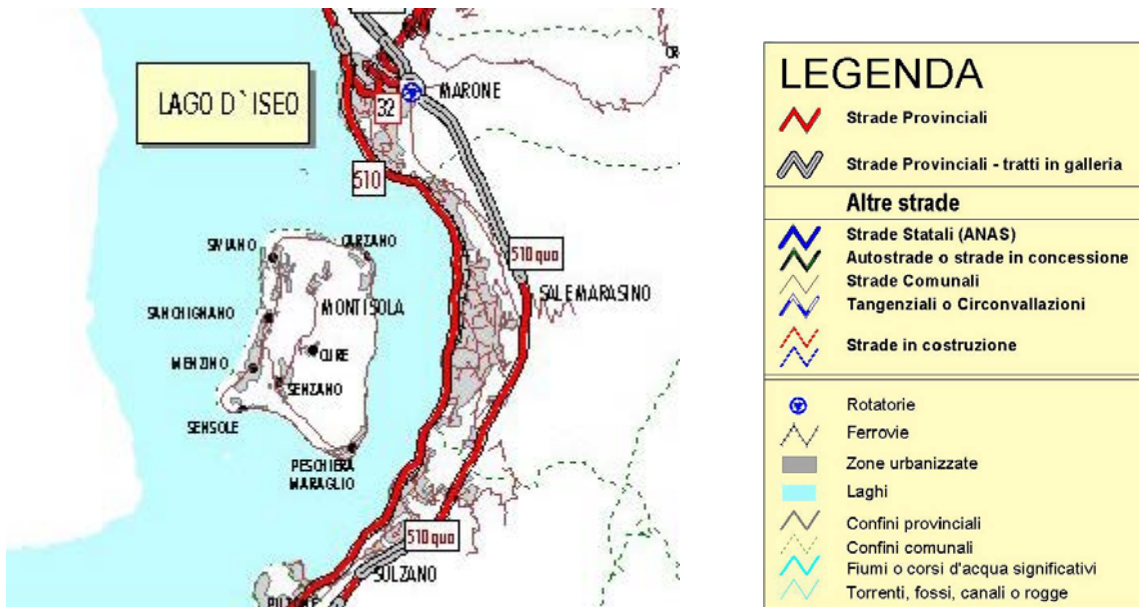 LAGO D`ISEO
MARONE
32
510
510 quo
SIVIANO
CARZANO
SALE MARASINO
MONTISOLA
SANCHIGNANO
CURE
MENZINO
SENZANO
SENSOLE
PESCHIERA
MARAGLIO
510 quo
SULZANO
LEGENDA
Strade Provinciali
Strade Provinciali - tratti in galleria
Altre strade
Strade Statali (ANAS)
Autostrade o strade in concessione
Strade Comunali
Tangenziali o Circonvallazioni
Strade in costruzione
Rotatorie
Ferrovie
Zone urbanizzate
Laghi
Confini provinciali
Confini comunali
Fiumi o corsi d'acqua significativi
Torrenti, fossi, canali o rogge